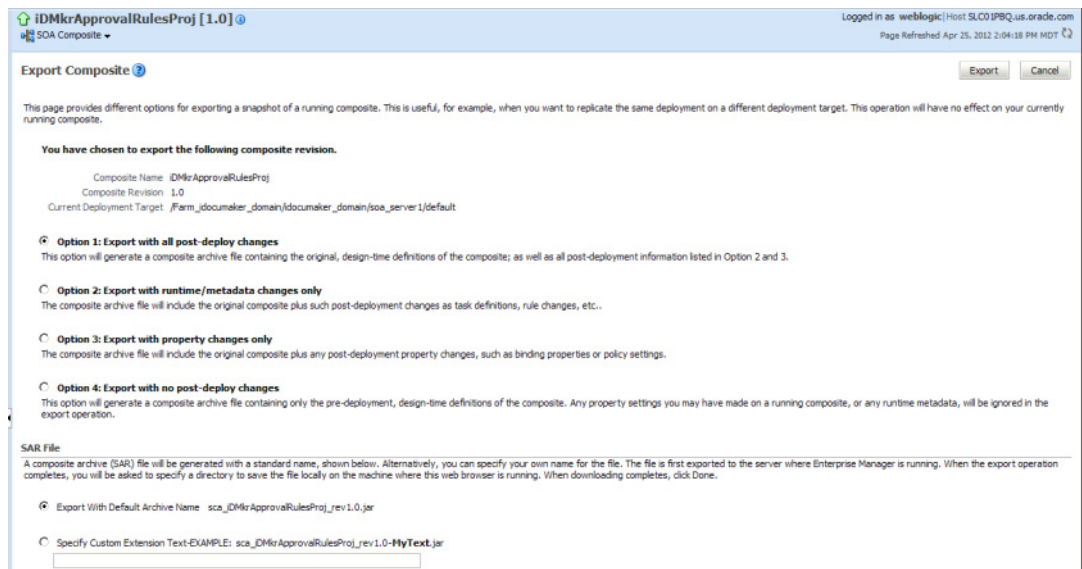 iDMkrApprovalRulesProj [1.0]
Logged in as weblogic|Host SLC01PBQ.us.oracle.com
SOA Composite
Page Refreshed Apr 25, 2012 2:04:18 PM MDT
Export Composite
Export
Cancel
This page provides different options for exporting a snapshot of a running composite. This is useful, for example, when you want to replicate the same deployment on a different deployment target. This operation will have no effect on your currently
running composite.
You have chosen to export the following composite revision.
Composite Name iDMkrApprovalRulesProj
Composite Revision 1.0
Current Deployment Target /Farm_idocumaker_domain/idocumaker_domain/soa_server1/default
Option 1: Export with all post-deploy changes
This option will generate a composite archive file containing the original, design-time definitions of the composite; as well as all post-deployment information listed in Option 2 and 3.
Option 2: Export with runtime/metadata changes only
The composite archive file will include the original composite plus such post-deployment changes as task definitions, rule changes, etc..
Option 3: Export with property changes only
The composite archive file will include the original composite plus any post-deployment property changes, such as binding properties or policy settings.
Option 4: Export with no post-deploy changes
This option will generate a composite archive file containing only the pre-deployment, design-time definitions of the composite. Any property settings you may have made on a running composite, or any runtime metadata, will be ignored in the
export operation.
SAR File
A composite archive (SAR) file will be generated with a standard name, shown below. Alternatively, you can specify your own name for the file. The file is first exported to the server where Enterprise Manager is running. When the export operation
completes, you will be asked to specify a directory to save the file locally on the machine where this web browser is running. When downloading completes, click Done.
Export With Default Archive Name sca_iDMkrApprovalRulesProj_rev1.0.jar
Specify Custom Extension Text-EXAMPLE: sca_iDMkrApprovalRulesProj_rev1.0-MyText.jar